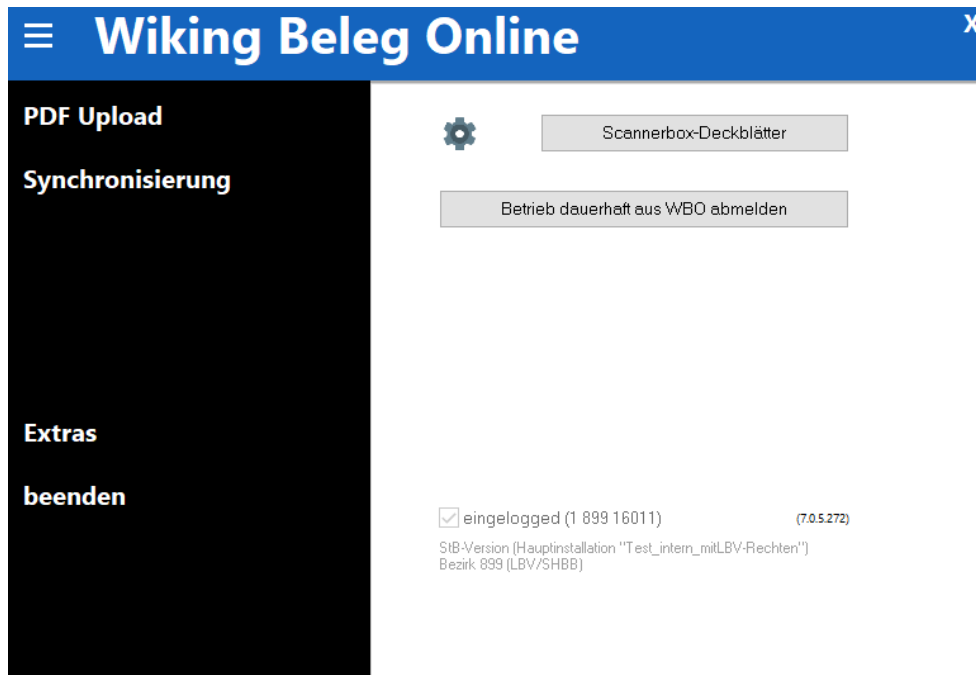 Wiking Beleg Online
X
PDF Upload
Synchronisierung
Extras
beenden
Scannerbox-Deckblätter
Betrieb dauerhaft aus WBO abmelden
eingelogged (1 899 16011)
(7.0.5.272)
StB-Version (Hauptinstallation "Test_intern_mitLBV-Rechten")
Bezirk 899 (LBV/SHBB)